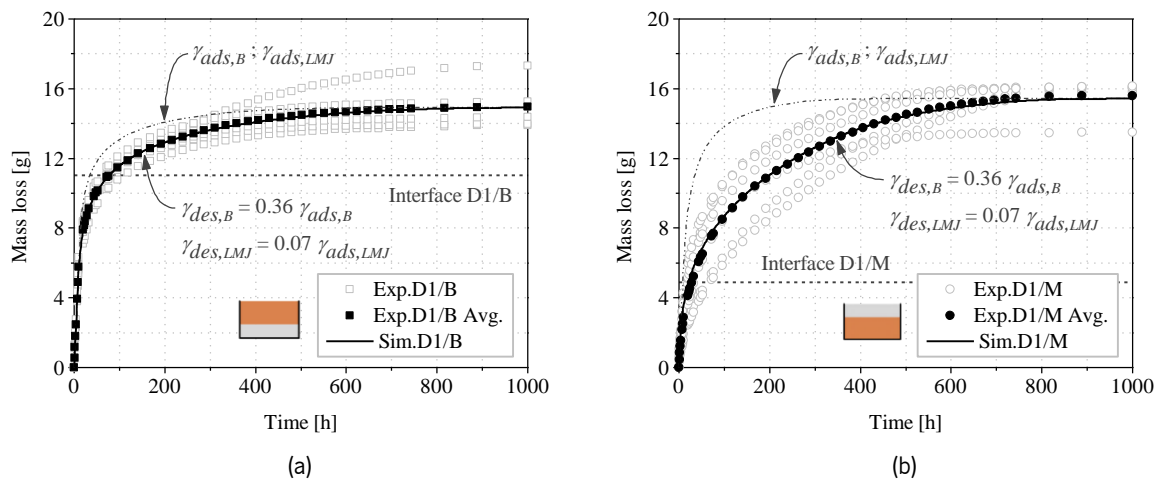 20
16
12
8
4
0
Mass loss [g]
γads,B ; γads,LMJ
Interface D1/B
γdes,B = 0.36 γads,B
γdes,LMJ = 0.07 γads,LMJ
Exp.D1/B
Exp.D1/B Avg.
Sim.D1/B
0 200 400 600 800 1000
Time [h]
(a)
20
16
12
8
4
0
Mass loss [g]
γads,B ; γads,LMJ
γdes,B = 0.36 γads,B
γdes,LMJ = 0.07 γads,LMJ
Interface D1/M
Exp.D1/M
Exp.D1/M Avg.
Sim.D1/M
0 200 400 600 800 1000
Time [h]
(b)